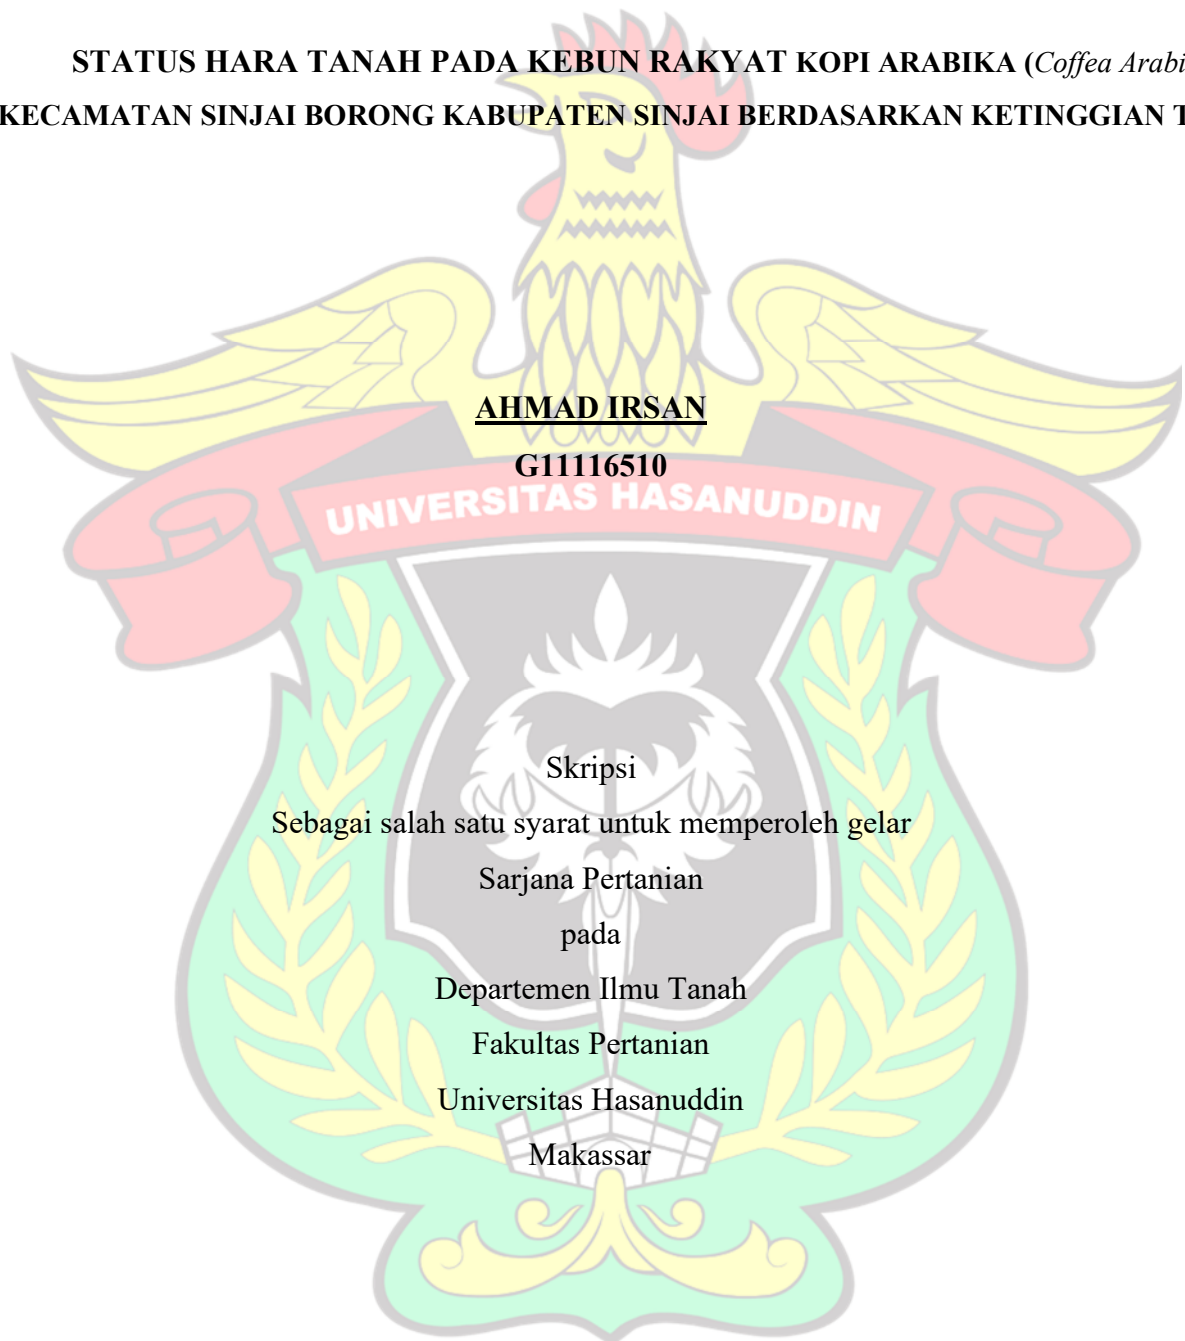 STATUS HARA TANAH PADA KEBUN RAKYAT KOPI ARABIKA (Coffea
KECAMATAN SINJAI BORONG KABUPATEN SINJAI BERDASARKAN KETINGGIAN
AHMAD IRSAN
G11116510
UNIVERSITAS HASANUDDIN
Skripsi
Sebagai salah satu syarat untuk memperoleh gelar
Sarjana Pertanian
pada
Departemen Ilmu Tanah
Fakultas Pertanian
Universitas Hasanuddin
Makassar